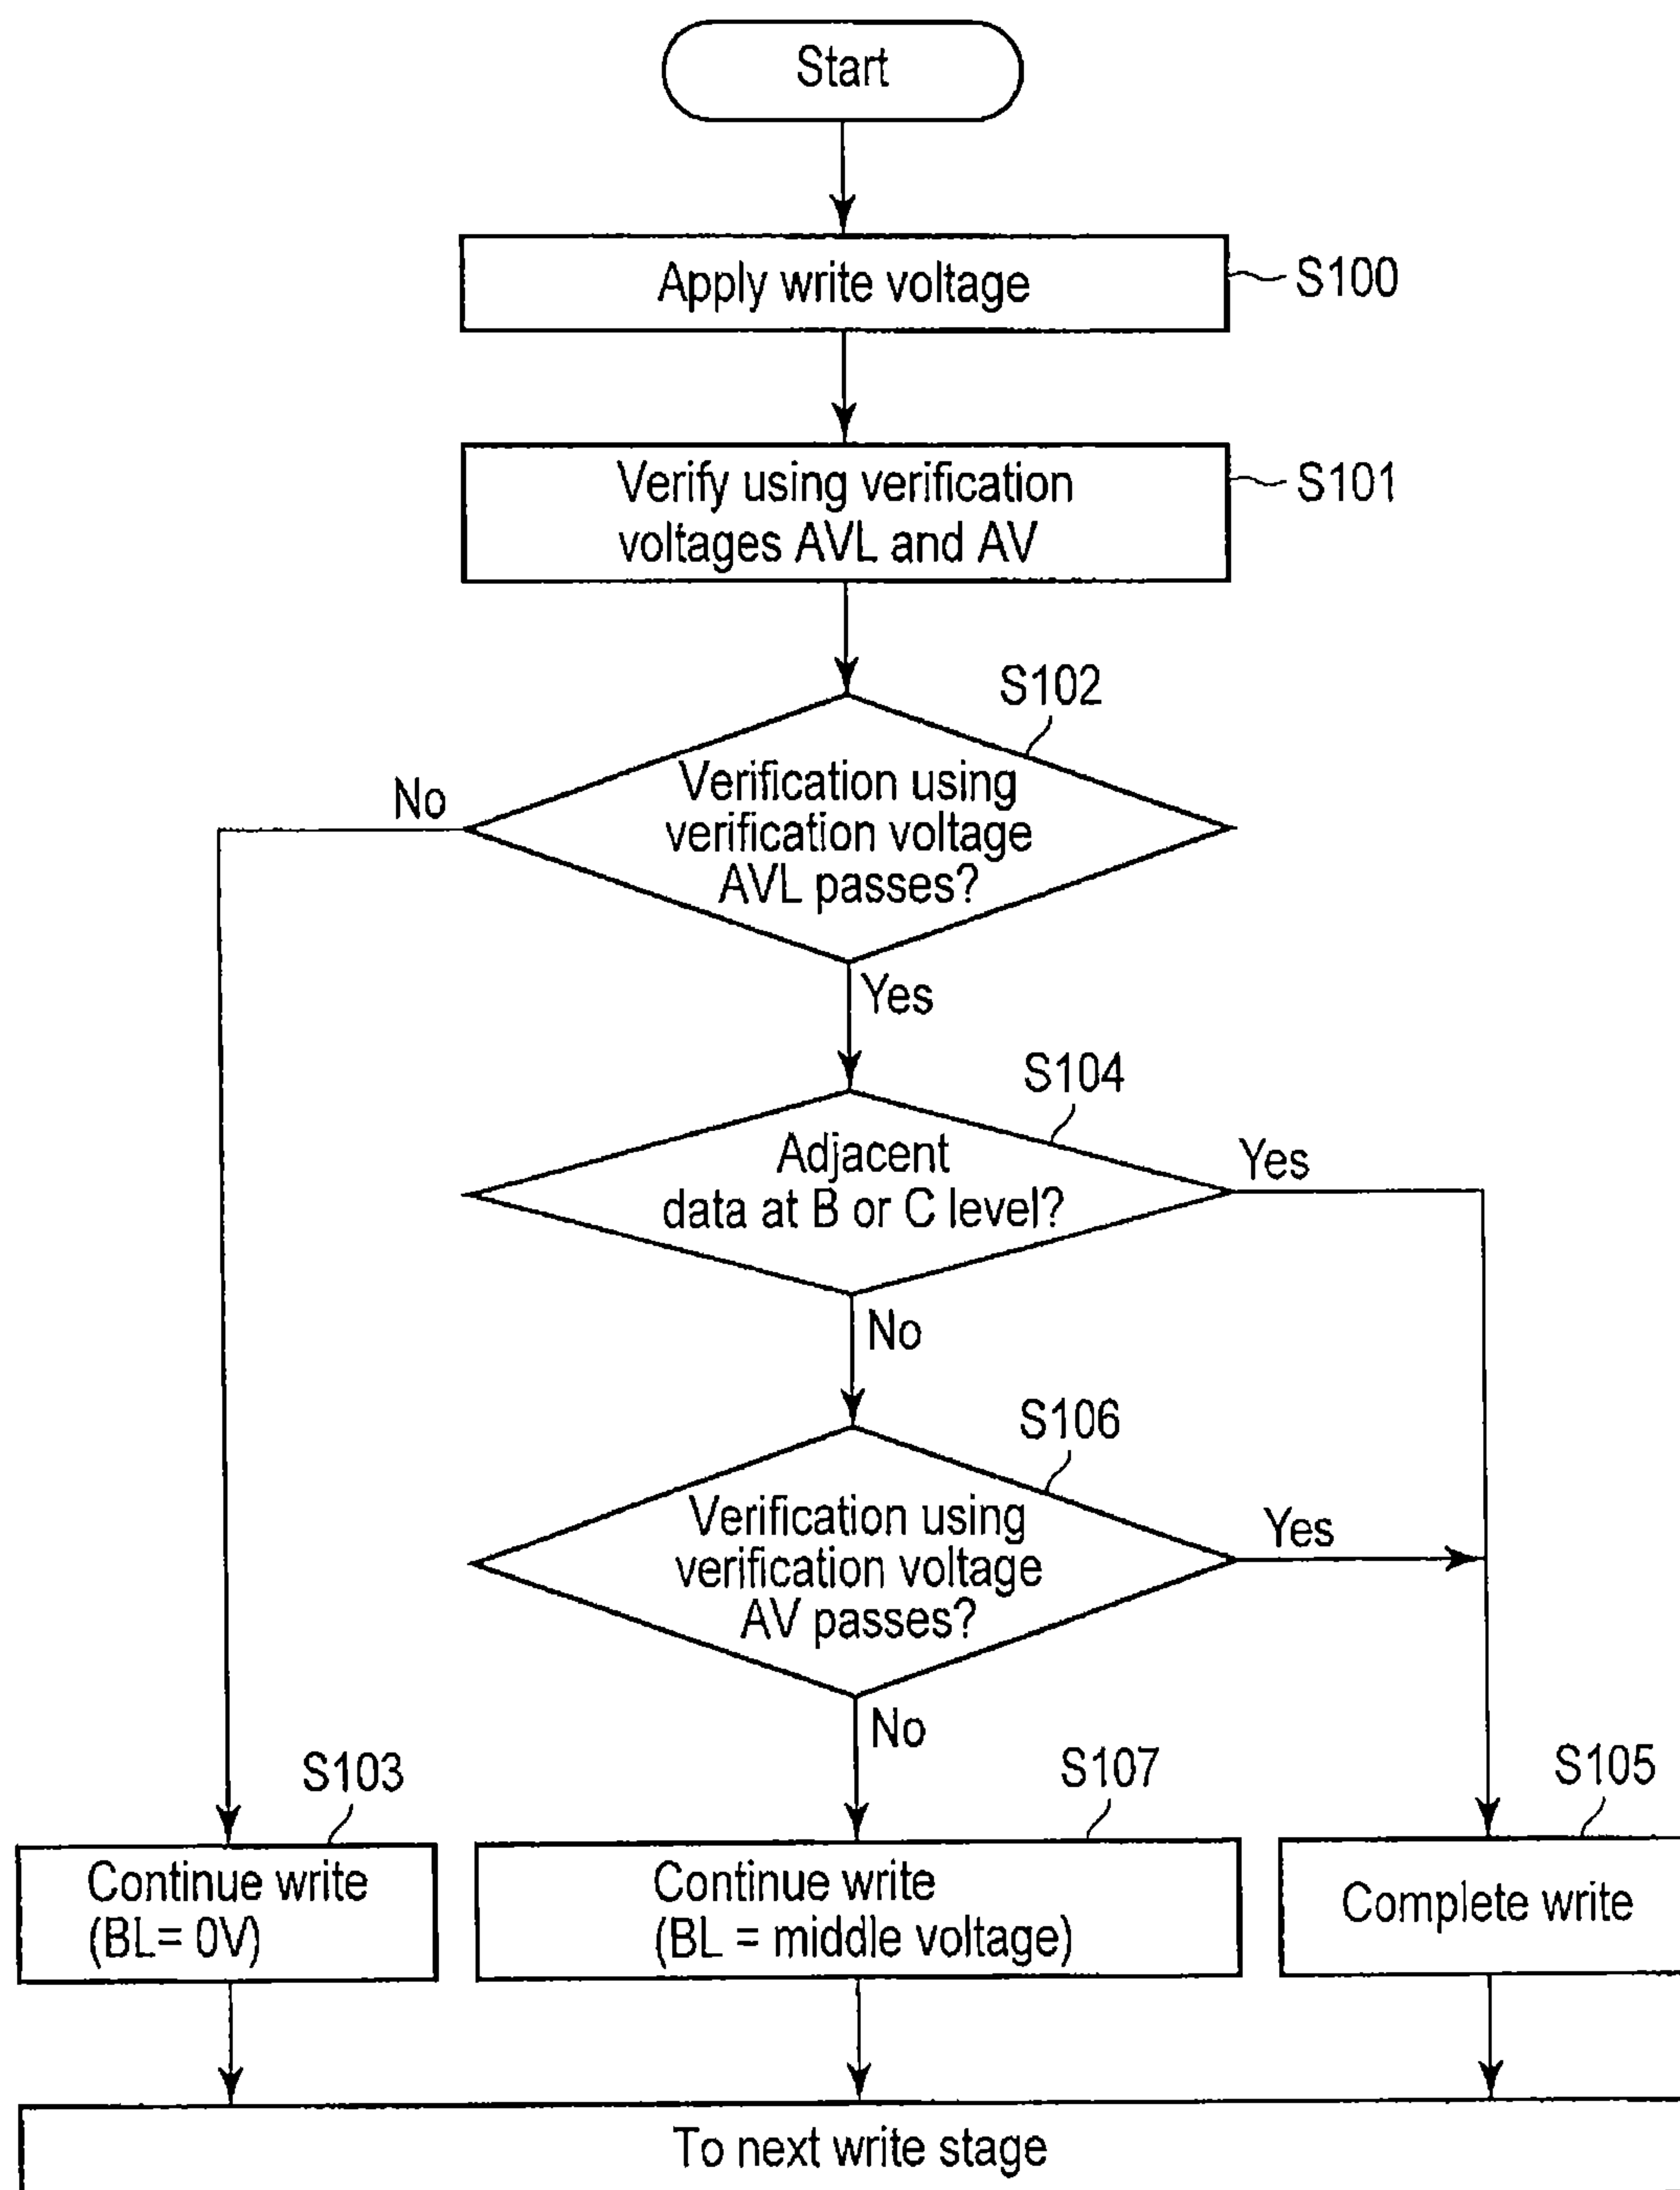 Start
Apply write voltage
S100
Verify using verification
voltages AVL and AV
S101
S102
No
Verification using
verification voltage
AVL passes?
Yes
S104
Adjacent
data at B or C level?
Yes
No
S106
Verification using
verification voltage
AV passes?
Yes
No
S103
S107
S105
Continue write
(BL= 0V)
Continue write
(BL = middle voltage)
Complete write
To next write stage